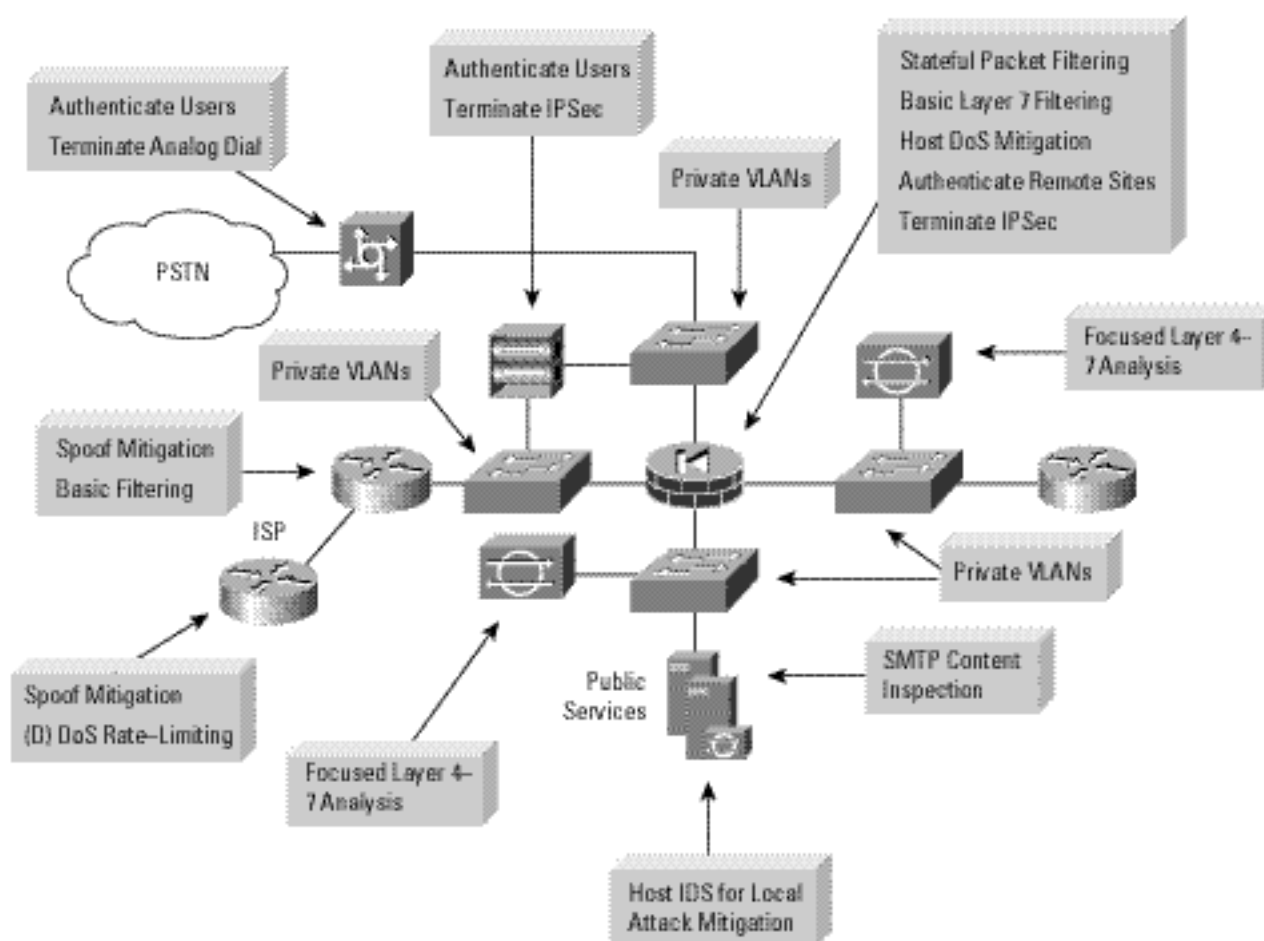 Authenticate Users
Terminate Analog Dial
Authenticate Users
Terminate IPSec
Private VLANs
Stateful Packet Filtering
Basic Layer 7 Filtering
Host DoS Mitigation
Authenticate Remote Sites
Terminate IPSec
PSTN
Private VLANs
Focused Layer 4–
7 Analysis
Spoof Mitigation
Basic Filtering
ISP
Private VLANs
Spoof Mitigation
(D) DoS Rate–Limiting
Public
Services
SMTP Content
Inspection
Focused Layer 4–
7 Analysis
Host IDS for Local
Attack Mitigation